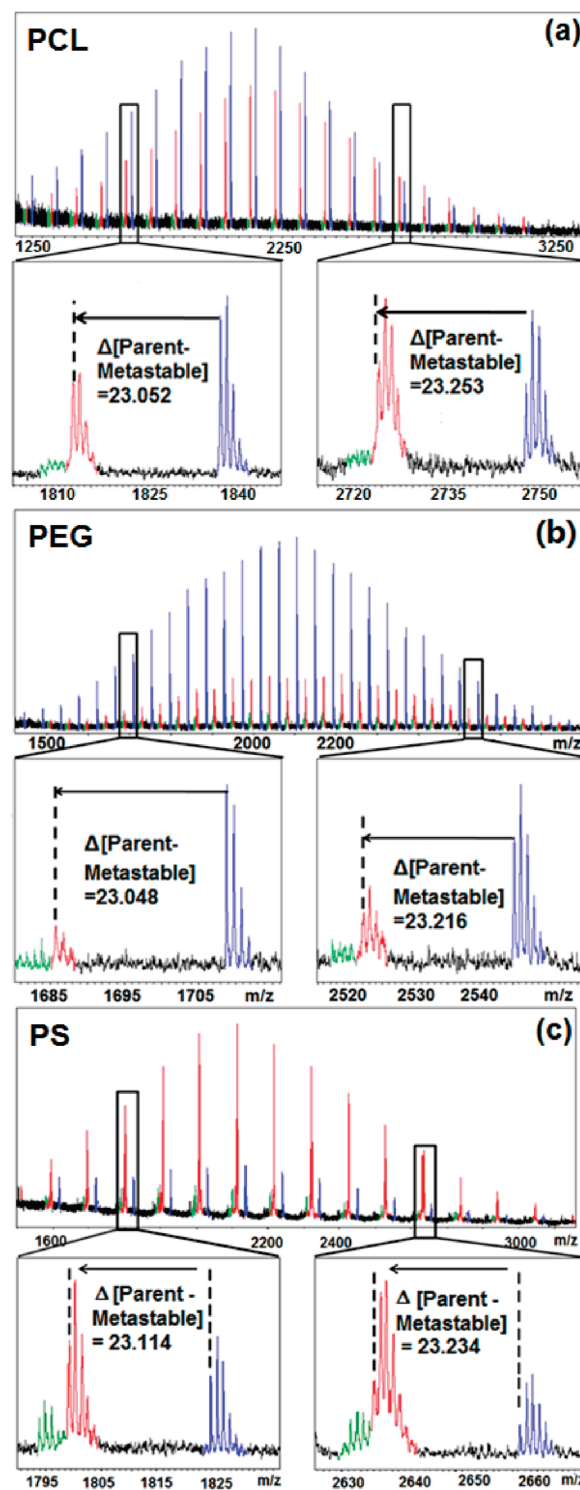 PCL (a)
1250 2250 3250
Δ[Parent-
Metastable]
=23.052
Δ[Parent-
Metastable]
=23.253
1810 1825 1840
2720 2735 2750
PEG (b)
1500 2000 2200 m/z
Δ[Parent-
Metastable]
=23.048
Δ[Parent-
Metastable]
=23.216
1685 1695 1705 m/z
2520 2530 2540 m/z
PS (c)
1600 2200 2400 3000 m/z
Δ [Parent -
Metastable]
= 23.114
Δ [Parent -
Metastable]
= 23.234
1795 1805 1815 1825 m/z
2630 2640 2650 2660 m/z